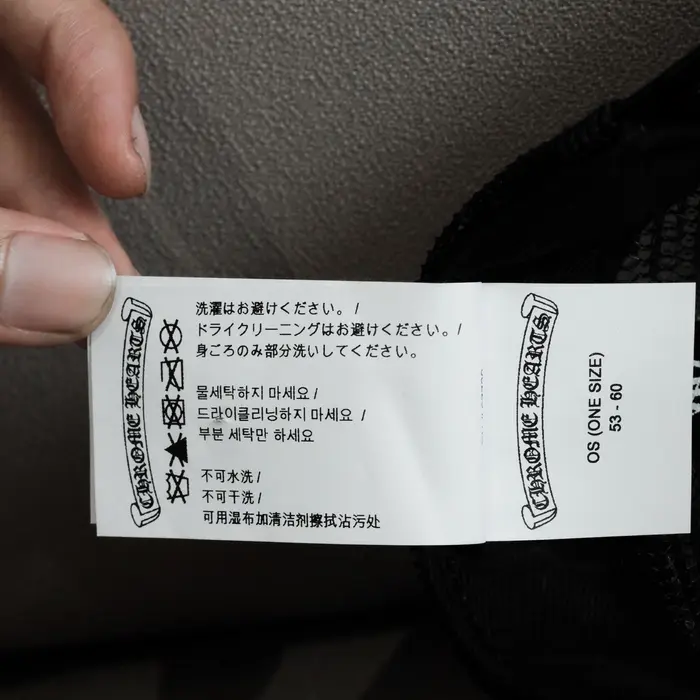 CHROME HEARTS
洗濯はお避けください。 /
ドライクリーニングはお避けください。/
身ごろのみ部分洗いしてください。
물세탁하지 마세요 /
드라이클리닝하지 마세요 /
부분 세탁만 하세요
不可水洗 /
不可干洗 /
可用湿布加清洁剂擦拭沾污处
CHROME HEARTS
OS (ONE SIZE)
53 - 60